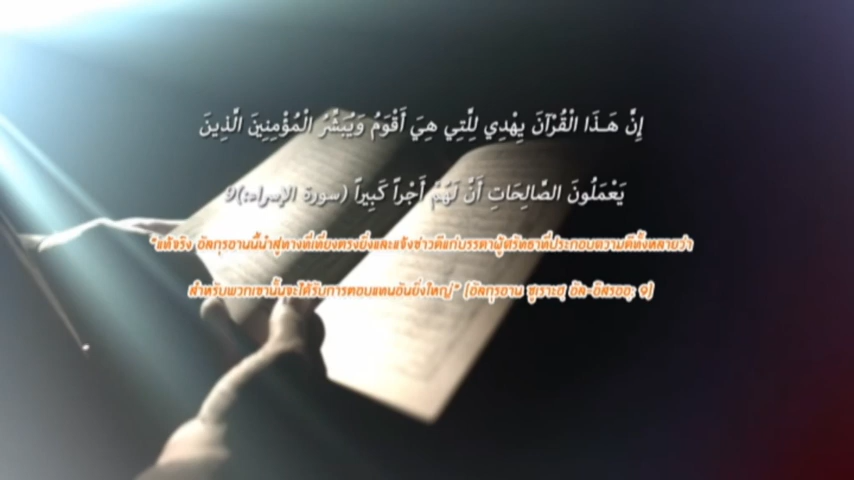 إِنَّ هَـذَا الْقُرْآنَ يِهْدِي لِلَّتِي هِيَ أَقْوَمُ وَيُبَشِّرُ الْمُؤْمِنِينَ الَّذِينَ
يَعْمَلُونَ الصَّالِحَاتِ أَنَّ لَهُمْ أَجْراً كَبِيراً (سورة الإسراء:)9
"แท้จริง อัลกุรอานนี้นำสู่ทางที่เที่ยงตรงยิ่งและแจ้งข่าวดีแก่บรรดาผู้ศรัทธาที่ประกอบความดีทั้งหลายว่า
สำหรับพวกเขานั้นจะได้รับการตอบแทนอันยิ่งใหญ่" (อัลกุรอาน ซูเราะฮฺ อัล-อิสรออฺ: 9)